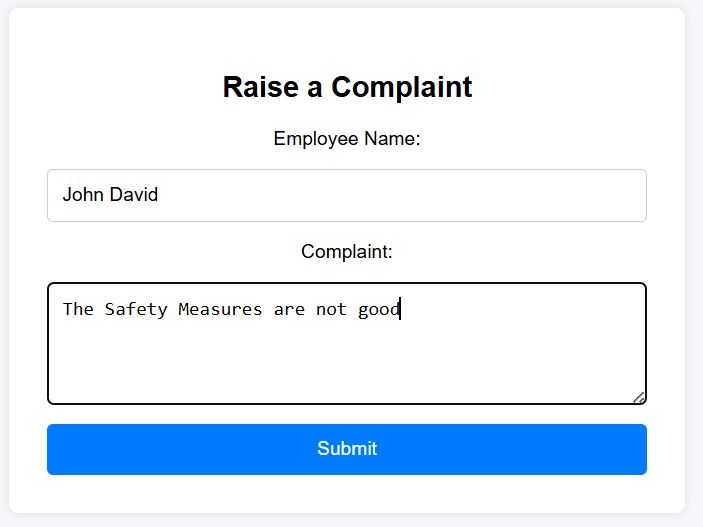 Raise a Complaint
Employee Name:
John David
Complaint:
The Safety Measures are not good
Submit